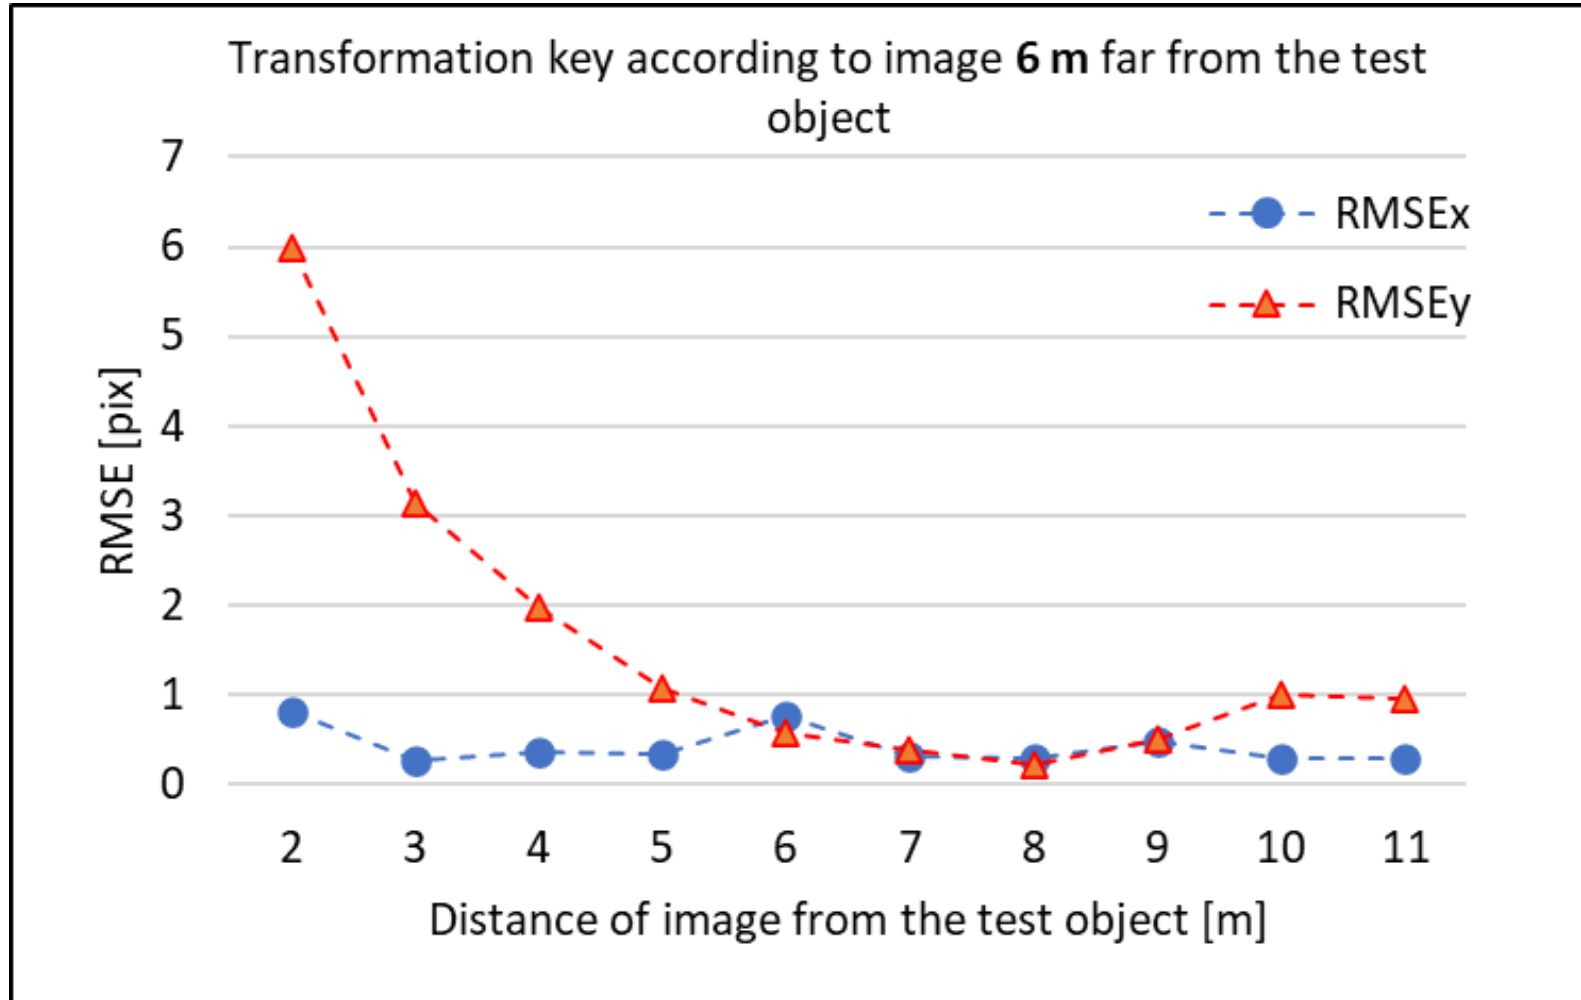 Transformation key according to image 6 m far from the test
object
7
6
5
4
3
2
1
0
RMSE [pix]
RMSEx
RMSEy
2 3 4 5 6 7 8 9 10 11
Distance of image from the test object [m]